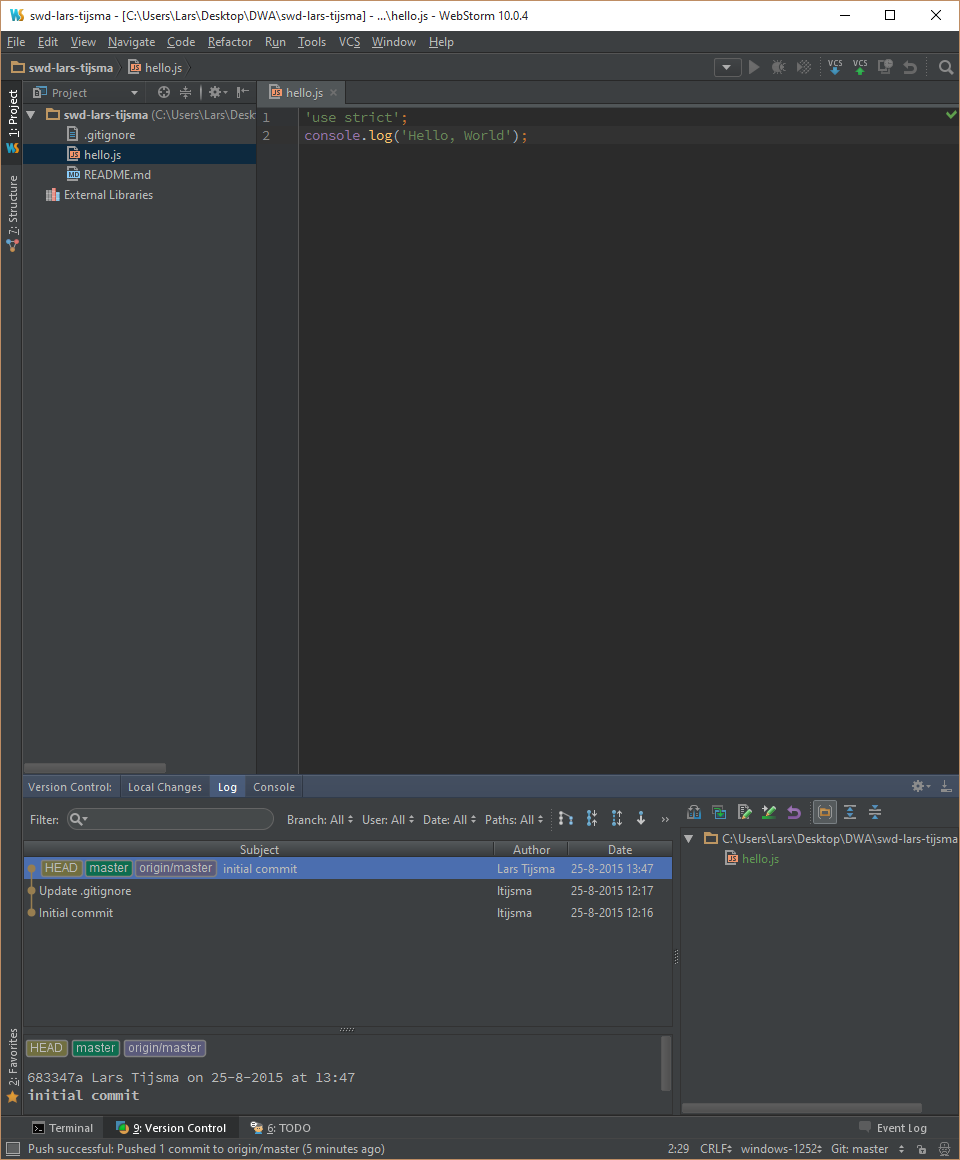 swd-lars-tijsma - [C:\Users\Lars\Desktop\DWA\swd-lars-tijsma] - ...\hello.js - WebStorm 10.0.4
File Edit View Navigate Code Refactor Run Tools VCS Window Help
swd-lars-tijsma hello.js VCS VCS
1: Project
7: Structure
2: Favorites
Project
swd-lars-tijsma (C:\Users\Lars\Desk
.gitignore
hello.js
README.md
External Libraries
hello.js
1 'use strict';
2 console.log('Hello, World');
Version Control: Local Changes Log Console
Filter: Branch: All User: All Date: All Paths: All »
Subject Author Date
HEAD master origin/master initial commit Lars Tijsma 25-8-2015 13:47
Update .gitignore ltijsma 25-8-2015 12:17
Initial commit ltijsma 25-8-2015 12:16
C:\Users\Lars\Desktop\DWA\swd-lars-tijsma
hello.js
HEAD master origin/master
683347a Lars Tijsma on 25-8-2015 at 13:47
initial commit
Terminal 9: Version Control 6: TODO Event Log
Push successful: Pushed 1 commit to origin/master (5 minutes ago) 2:29 CRLF windows-1252 Git: master